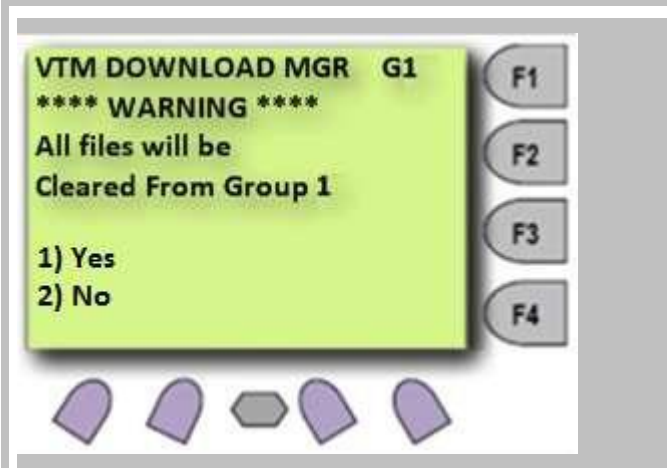 VTM DOWNLOAD MGR G1
**** WARNING ****
All files will be
Cleared From Group 1
1) Yes
2) No
F1
F2
F3
F4